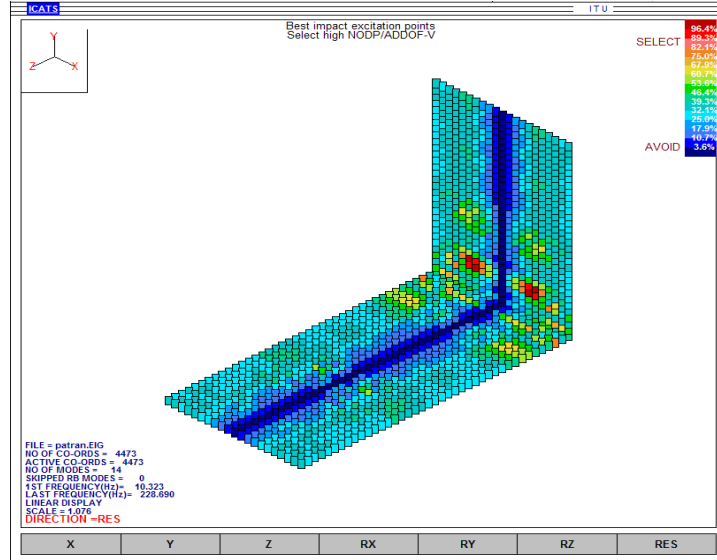 ICATS
ITU
Best impact excitation points
Select high NODP/ADDOF-V
Y
Z
X
SELECT
96.4%
89.3%
82.1%
75.0%
67.9%
60.7%
53.6%
46.4%
39.3%
32.1%
25.0%
17.9%
10.7%
3.6%
AVOID
FILE = patran.EIG
NO OF CO-ORDS = 4473
ACTIVE CO-ORDS = 4473
NO OF MODES = 14
SKIPPED RB MODES = 0
1ST FREQUENCY(Hz)= 10.323
LAST FREQUENCY(Hz)= 228.690
LINEAR DISPLAY
SCALE = 1.076
DIRECTION =RES
X Y Z RX RY RZ RES